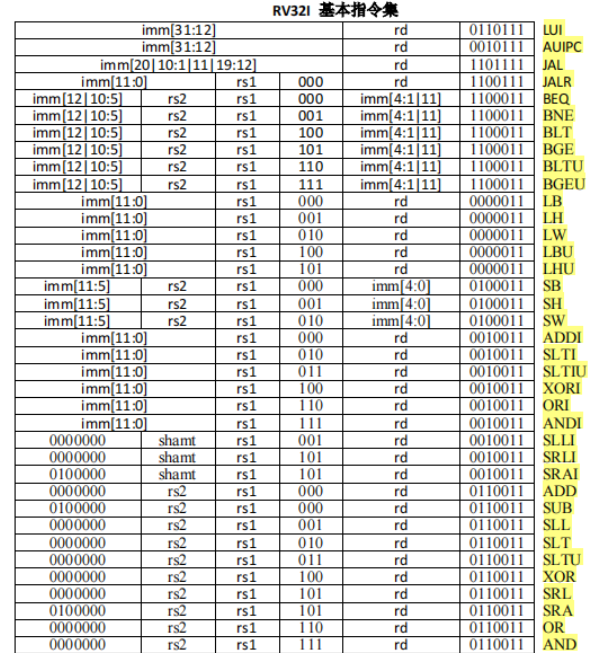 RV32I 基本指令集
imm[31:12] rd 0110111 LUI
imm[31:12] rd 0010111 AUIPC
imm[20|10:1|11|19:12] rd 1101111 JAL
imm[11:0] rs1 000 rd 1100111 JALR
imm[12|10:5] rs2 rs1 000 imm[4:1|11] 1100011 BEQ
imm[12|10:5] rs2 rs1 001 imm[4:1|11] 1100011 BNE
imm[12|10:5] rs2 rs1 100 imm[4:1|11] 1100011 BLT
imm[12|10:5] rs2 rs1 101 imm[4:1|11] 1100011 BGE
imm[12|10:5] rs2 rs1 110 imm[4:1|11] 1100011 BLTU
imm[12|10:5] rs2 rs1 111 imm[4:1|11] 1100011 BGEU
imm[11:0] rs1 000 rd 0000011 LB
imm[11:0] rs1 001 rd 0000011 LH
imm[11:0] rs1 010 rd 0000011 LW
imm[11:0] rs1 100 rd 0000011 LBU
imm[11:0] rs1 101 rd 0000011 LHU
imm[11:5] rs2 rs1 000 imm[4:0] 0100011 SB
imm[11:5] rs2 rs1 001 imm[4:0] 0100011 SH
imm[11:5] rs2 rs1 010 imm[4:0] 0100011 SW
imm[11:0] rs1 000 rd 0010011 ADDI
imm[11:0] rs1 010 rd 0010011 SLTI
imm[11:0] rs1 011 rd 0010011 SLTIU
imm[11:0] rs1 100 rd 0010011 XORI
imm[11:0] rs1 110 rd 0010011 ORI
imm[11:0] rs1 111 rd 0010011 ANDI
0000000 shamt rs1 001 rd 0010011 SLLI
0000000 shamt rs1 101 rd 0010011 SRLI
0100000 shamt rs1 101 rd 0010011 SRAI
0000000 rs2 rs1 000 rd 0110011 ADD
0100000 rs2 rs1 000 rd 0110011 SUB
0000000 rs2 rs1 001 rd 0110011 SLL
0000000 rs2 rs1 010 rd 0110011 SLT
0000000 rs2 rs1 011 rd 0110011 SLTU
0000000 rs2 rs1 100 rd 0110011 XOR
0000000 rs2 rs1 101 rd 0110011 SRL
0100000 rs2 rs1 101 rd 0110011 SRA
0000000 rs2 rs1 110 rd 0110011 OR
0000000 rs2 rs1 111 rd 0110011 AND